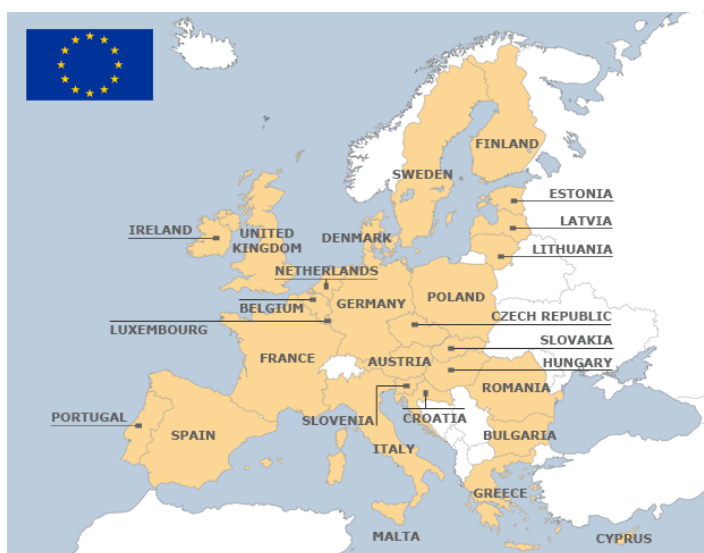 FINLAND
SWEDEN
ESTONIA
LATVIA
LITHUANIA
IRELAND
UNITED
KINGDOM
DENMARK
NETHERLANDS
BELGIUM
GERMANY
POLAND
LUXEMBOURG
CZECH REPUBLIC
SLOVAKIA
FRANCE
AUSTRIA
HUNGARY
ROMANIA
PORTUGAL
SPAIN
SLOVENIA
CROATIA
ITALY
BULGARIA
GREECE
MALTA
CYPRUS